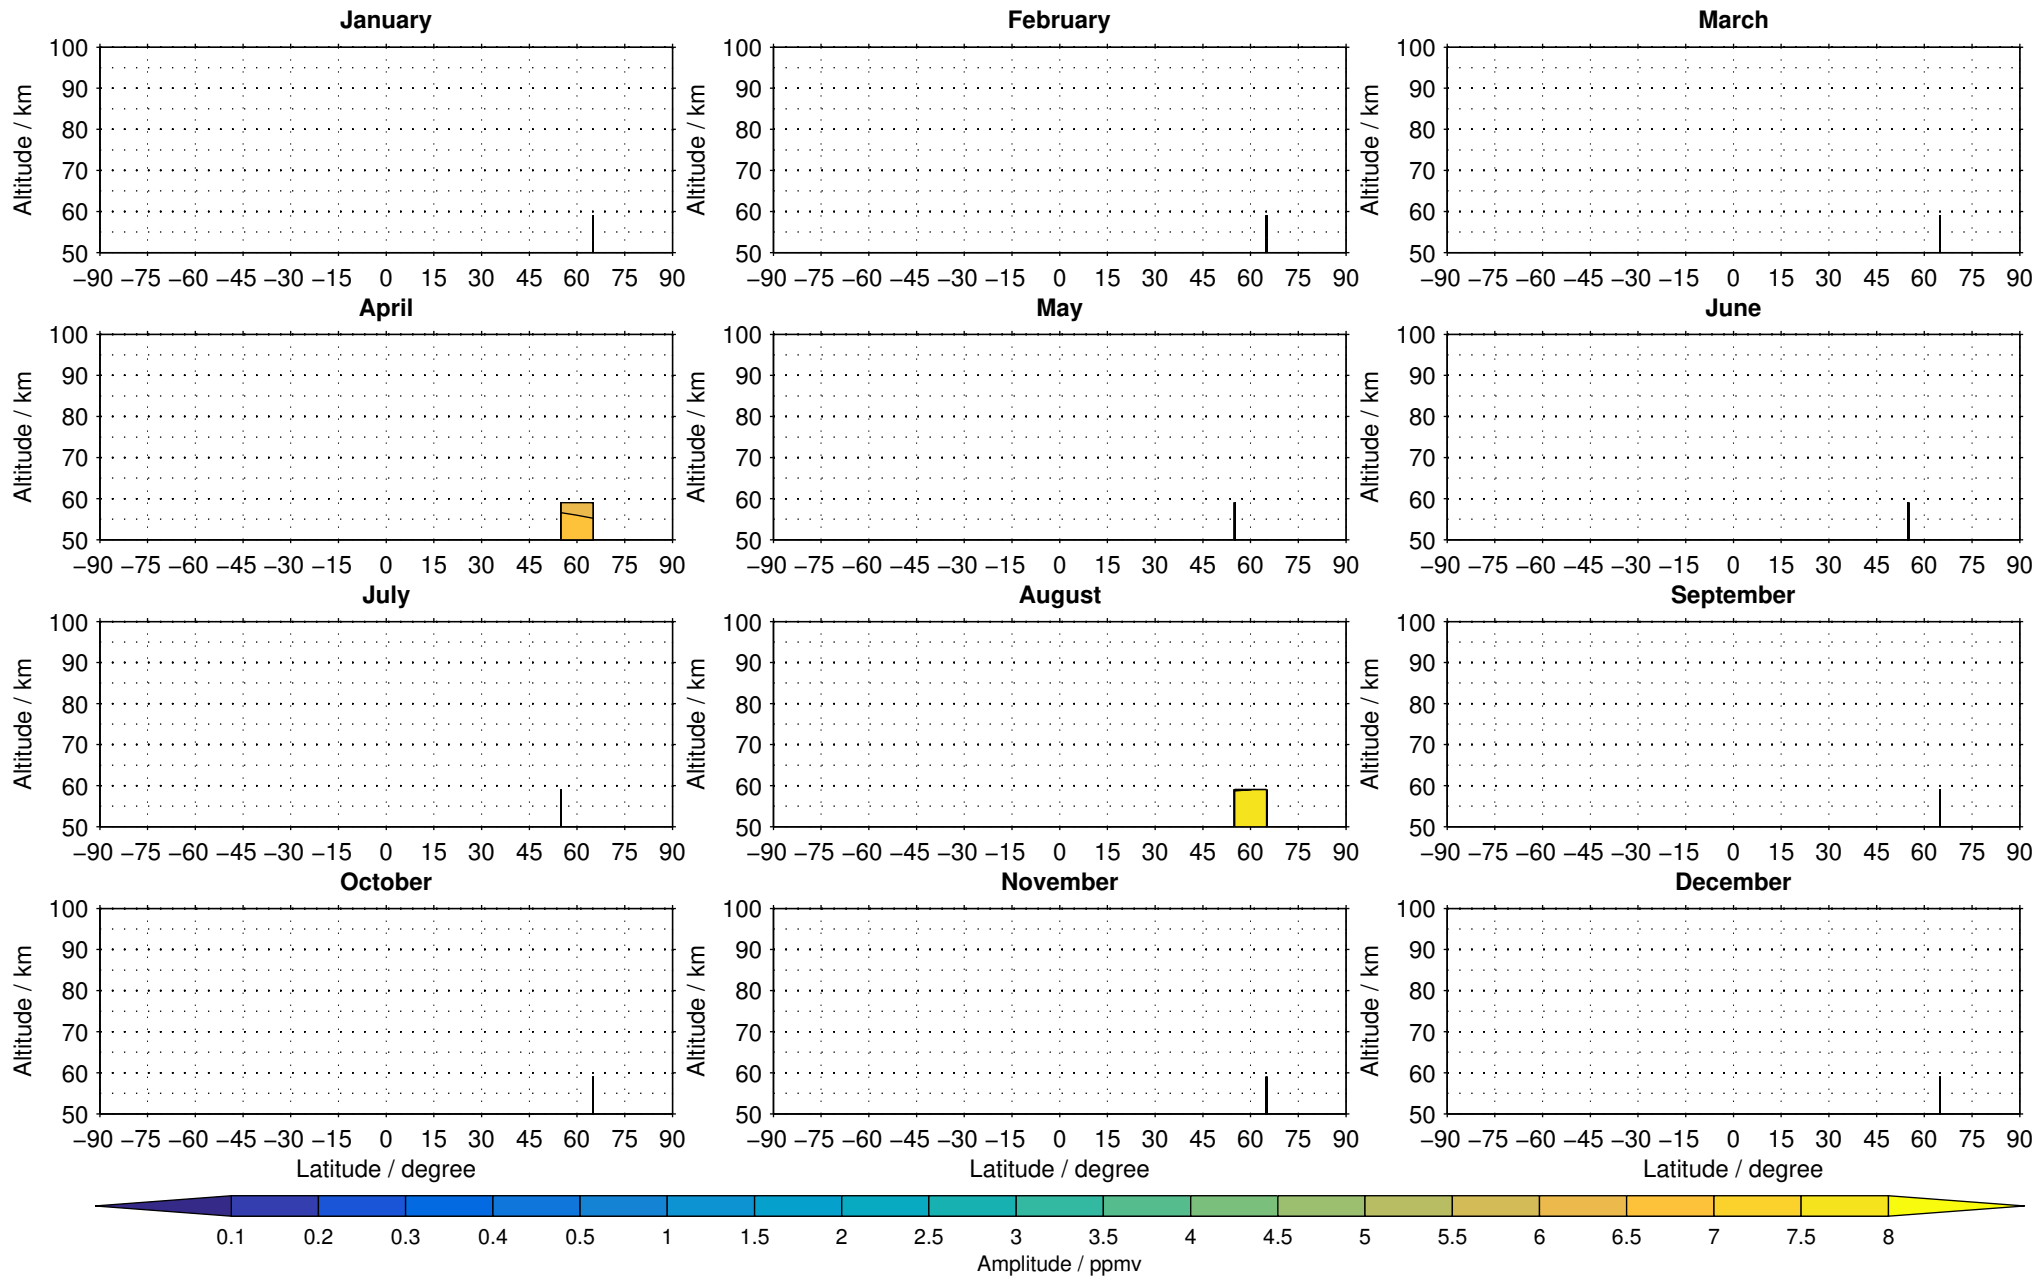 January
February
March
Altitude / km
100
90
80
70
60
50
−90 −75 −60 −45 −30 −15 0 15 30 45 60 75 90
Altitude / km
100
90
80
70
60
50
−90 −75 −60 −45 −30 −15 0 15 30 45 60 75 90
Altitude / km
100
90
80
70
60
50
−90 −75 −60 −45 −30 −15 0 15 30 45 60 75 90
April
May
June
Altitude / km
100
90
80
70
60
50
−90 −75 −60 −45 −30 −15 0 15 30 45 60 75 90
Altitude / km
100
90
80
70
60
50
−90 −75 −60 −45 −30 −15 0 15 30 45 60 75 90
Altitude / km
100
90
80
70
60
50
−90 −75 −60 −45 −30 −15 0 15 30 45 60 75 90
July
August
September
Altitude / km
100
90
80
70
60
50
−90 −75 −60 −45 −30 −15 0 15 30 45 60 75 90
Altitude / km
100
90
80
70
60
50
−90 −75 −60 −45 −30 −15 0 15 30 45 60 75 90
Altitude / km
100
90
80
70
60
50
−90 −75 −60 −45 −30 −15 0 15 30 45 60 75 90
October
November
December
Altitude / km
100
90
80
70
60
50
−90 −75 −60 −45 −30 −15 0 15 30 45 60 75 90
Latitude / degree
Altitude / km
100
90
80
70
60
50
−90 −75 −60 −45 −30 −15 0 15 30 45 60 75 90
Latitude / degree
Altitude / km
100
90
80
70
60
50
−90 −75 −60 −45 −30 −15 0 15 30 45 60 75 90
Latitude / degree
0.1 0.2 0.3 0.4 0.5 1 1.5 2 2.5 3 3.5 4 4.5 5 5.5 6 6.5 7 7.5 8
Amplitude / ppmv